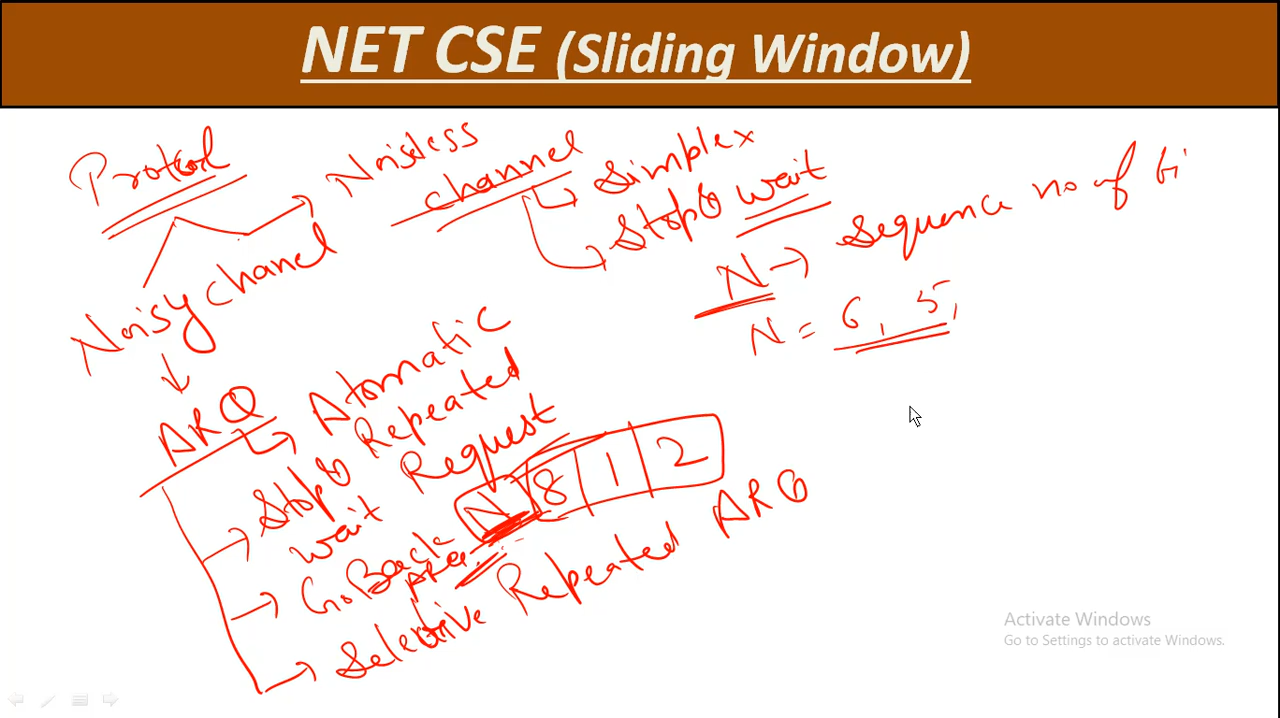 NET CSE (Sliding Window)
Protocol
Noiseless
channel
Simplex
Stop & wait
Noisy chanel
N → Sequence no of bi
N = 6, 5,
ARQ
Atomatic
Repeated
Request
Stop &
wait
Go Back N
ARQ
8 1 2
Selective Repeated ARQ
Activate Windows
Go to Settings to activate Windows.